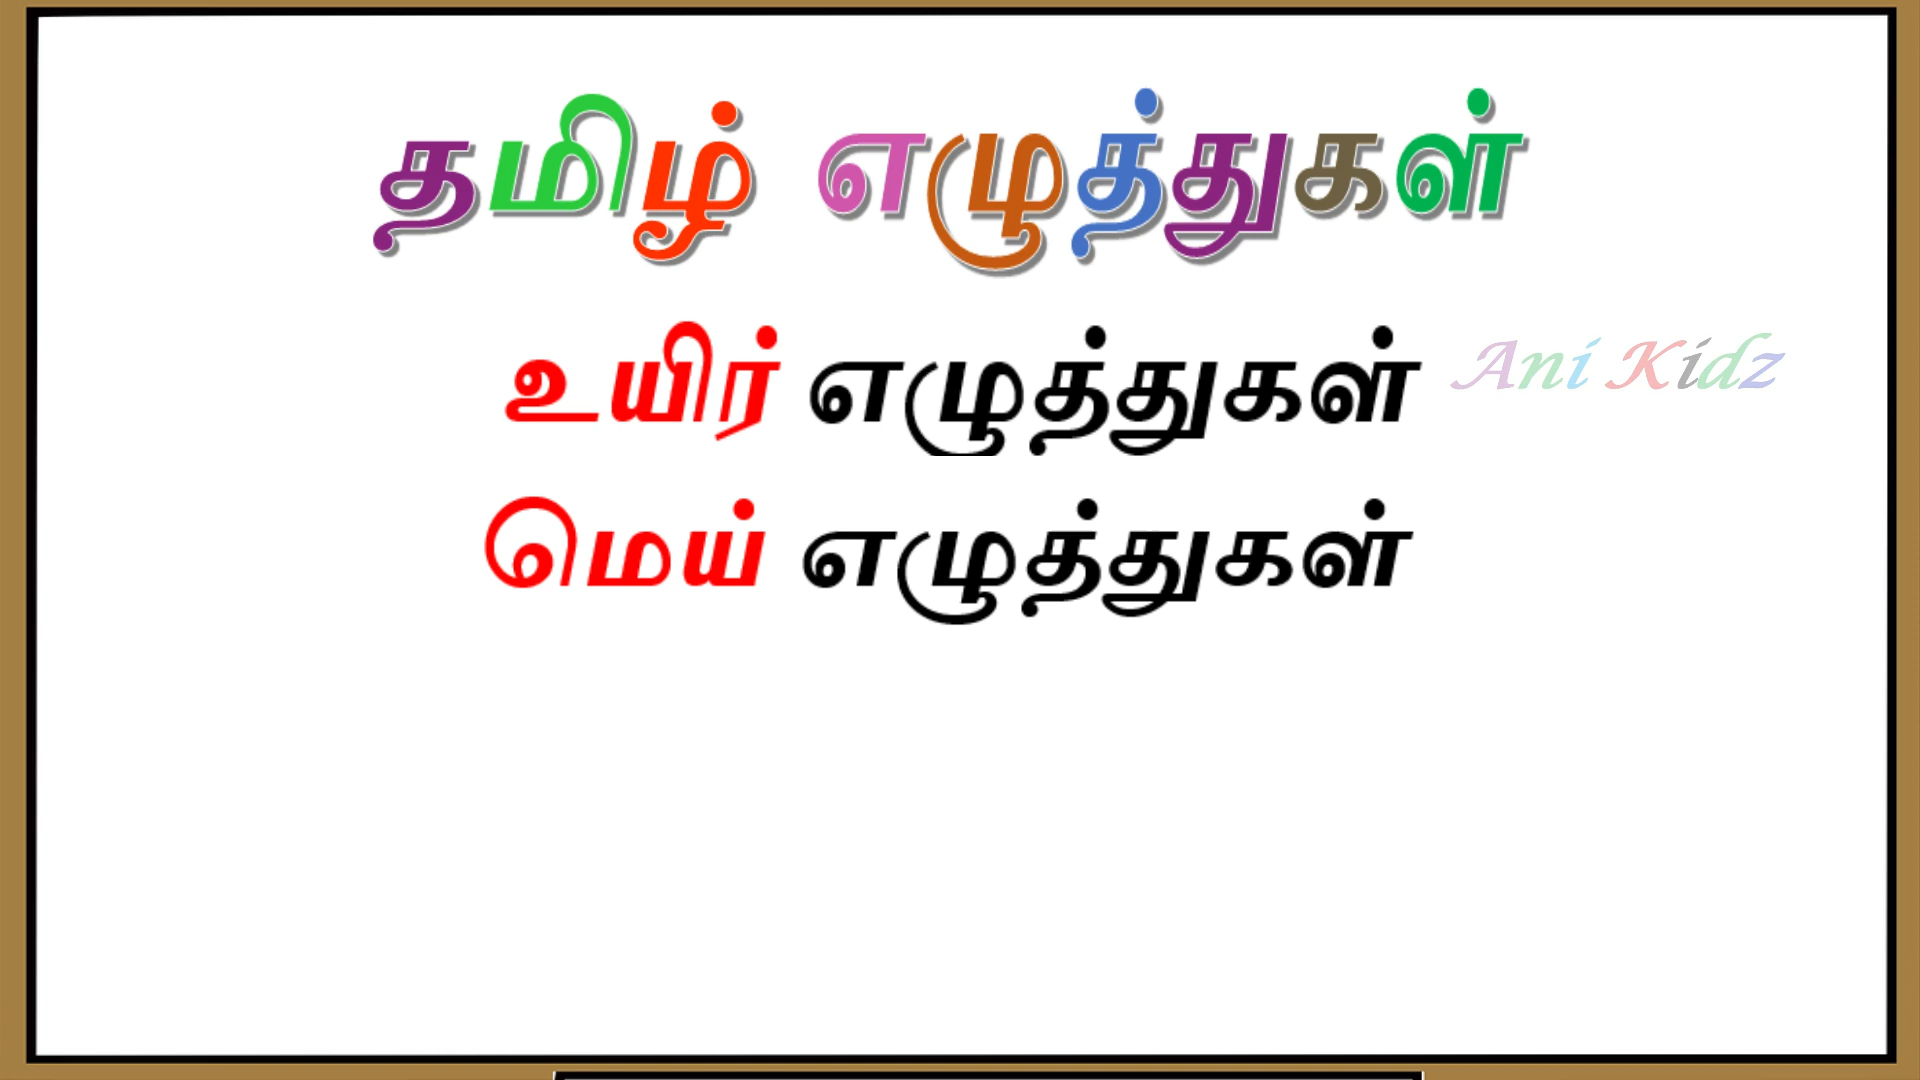 தமிழ் எழுத்துகள்
உயிர் எழுத்துகள்
Ani Kidz
மெய் எழுத்துகள்